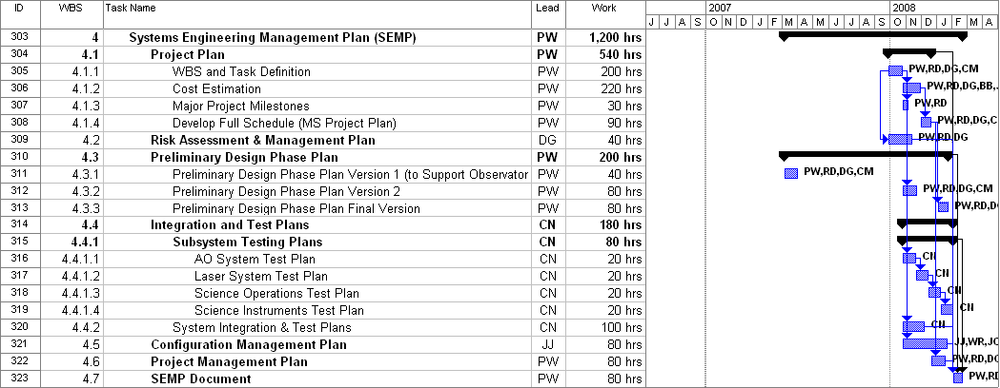 ID WBS Task Name Lead Work 2007 2008
J J A S O N D J F M A M J J A S O N D J F M A
303 4 Systems Engineering Management Plan (SEMP) PW 1,200 hrs
304 4.1 Project Plan PW 540 hrs
305 4.1.1 WBS and Task Definition PW 200 hrs PW,RD,DG,CM
306 4.1.2 Cost Estimation PW 220 hrs PW,RD,DG,BB,.
307 4.1.3 Major Project Milestones PW 30 hrs PW,RD
308 4.1.4 Develop Full Schedule (MS Project Plan) PW 90 hrs PW,RD,DG,C
309 4.2 Risk Assessment & Management Plan DG 40 hrs PW,RD,DG
310 4.3 Preliminary Design Phase Plan PW 200 hrs
311 4.3.1 Preliminary Design Phase Plan Version 1 (to Support Observator PW 40 hrs PW,RD,DG,CM
312 4.3.2 Preliminary Design Phase Plan Version 2 PW 80 hrs PW,RD,DG,CM
313 4.3.3 Preliminary Design Phase Plan Final Version PW 80 hrs PW,RD,D
314 4.4 Integration and Test Plans CN 180 hrs
315 4.4.1 Subsystem Testing Plans CN 80 hrs
316 4.4.1.1 AO System Test Plan CN 20 hrs CN
317 4.4.1.2 Laser System Test Plan CN 20 hrs CN
318 4.4.1.3 Science Operations Test Plan CN 20 hrs CN
319 4.4.1.4 Science Instruments Test Plan CN 20 hrs CN
320 4.4.2 System Integration & Test Plans CN 100 hrs CN
321 4.5 Configuration Management Plan JJ 80 hrs JJ,WR,JC
322 4.6 Project Management Plan PW 80 hrs PW,RD,DG
323 4.7 SEMP Document PW 80 hrs PW,RD